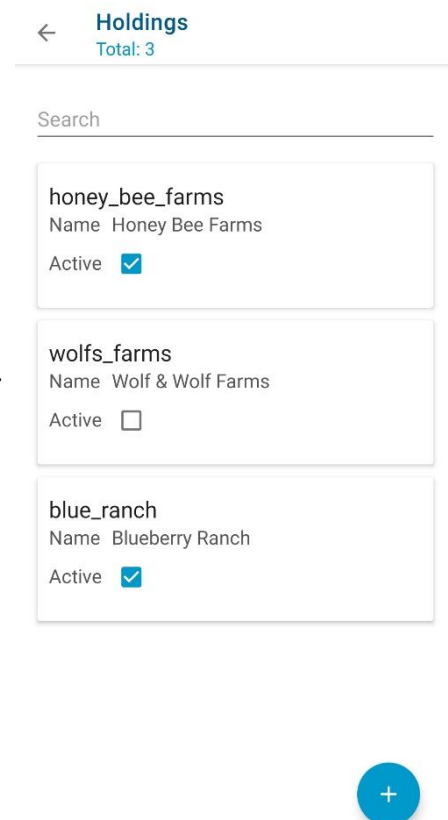 Holdings
Total: 3
Search
honey_bee_farms
Name Honey Bee Farms
Active
wolfs_farms
Name Wolf & Wolf Farms
Active
blue_ranch
Name Blueberry Ranch
Active
+